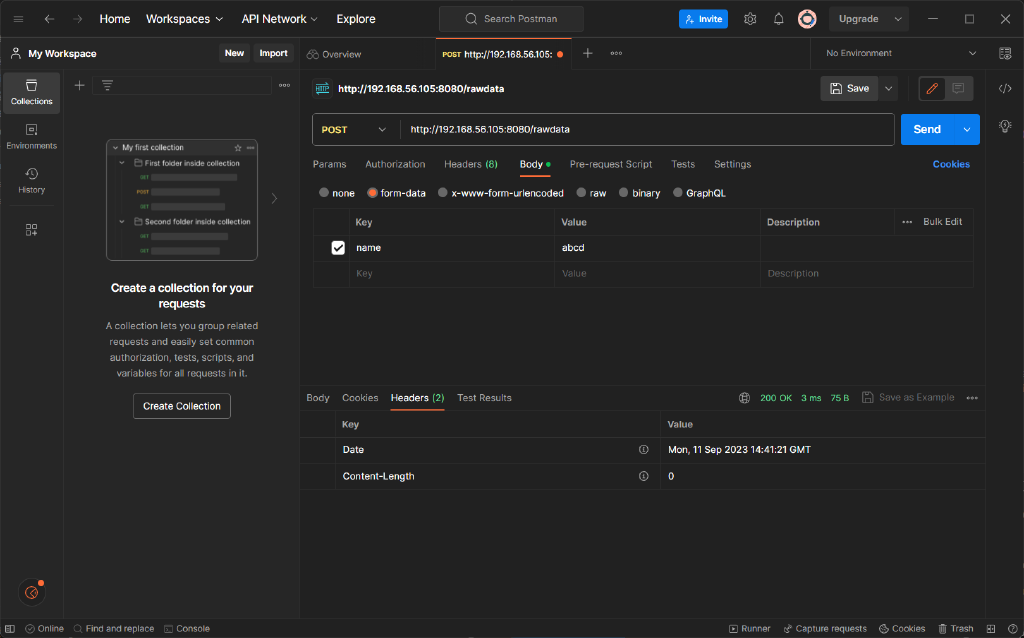 Home Workspaces API Network Explore Search Postman Invite Upgrade
My Workspace New Import Overview POST http://192.168.56.105: No Environment
Collections
http://192.168.56.105:8080/rawdata Save
POST http://192.168.56.105:8080/rawdata Send
Environments
History
Params Authorization Headers (8) Body Pre-request Script Tests Settings Cookies
none form-data x-www-form-urlencoded raw binary GraphQL
Key Value Description Bulk Edit
name abcd
Key Value Description
My first collection
First folder inside collection
GET
POST
GET
Second folder inside collection
GET
GET
Create a collection for your
requests
A collection lets you group related
requests and easily set common
authorization, tests, scripts, and
variables for all requests in it.
Create Collection
Body Cookies Headers (2) Test Results 200 OK 3 ms 75 B Save as Example
Key Value
Date Mon, 11 Sep 2023 14:41:21 GMT
Content-Length 0
Online Find and replace Console Runner Capture requests Cookies Trash